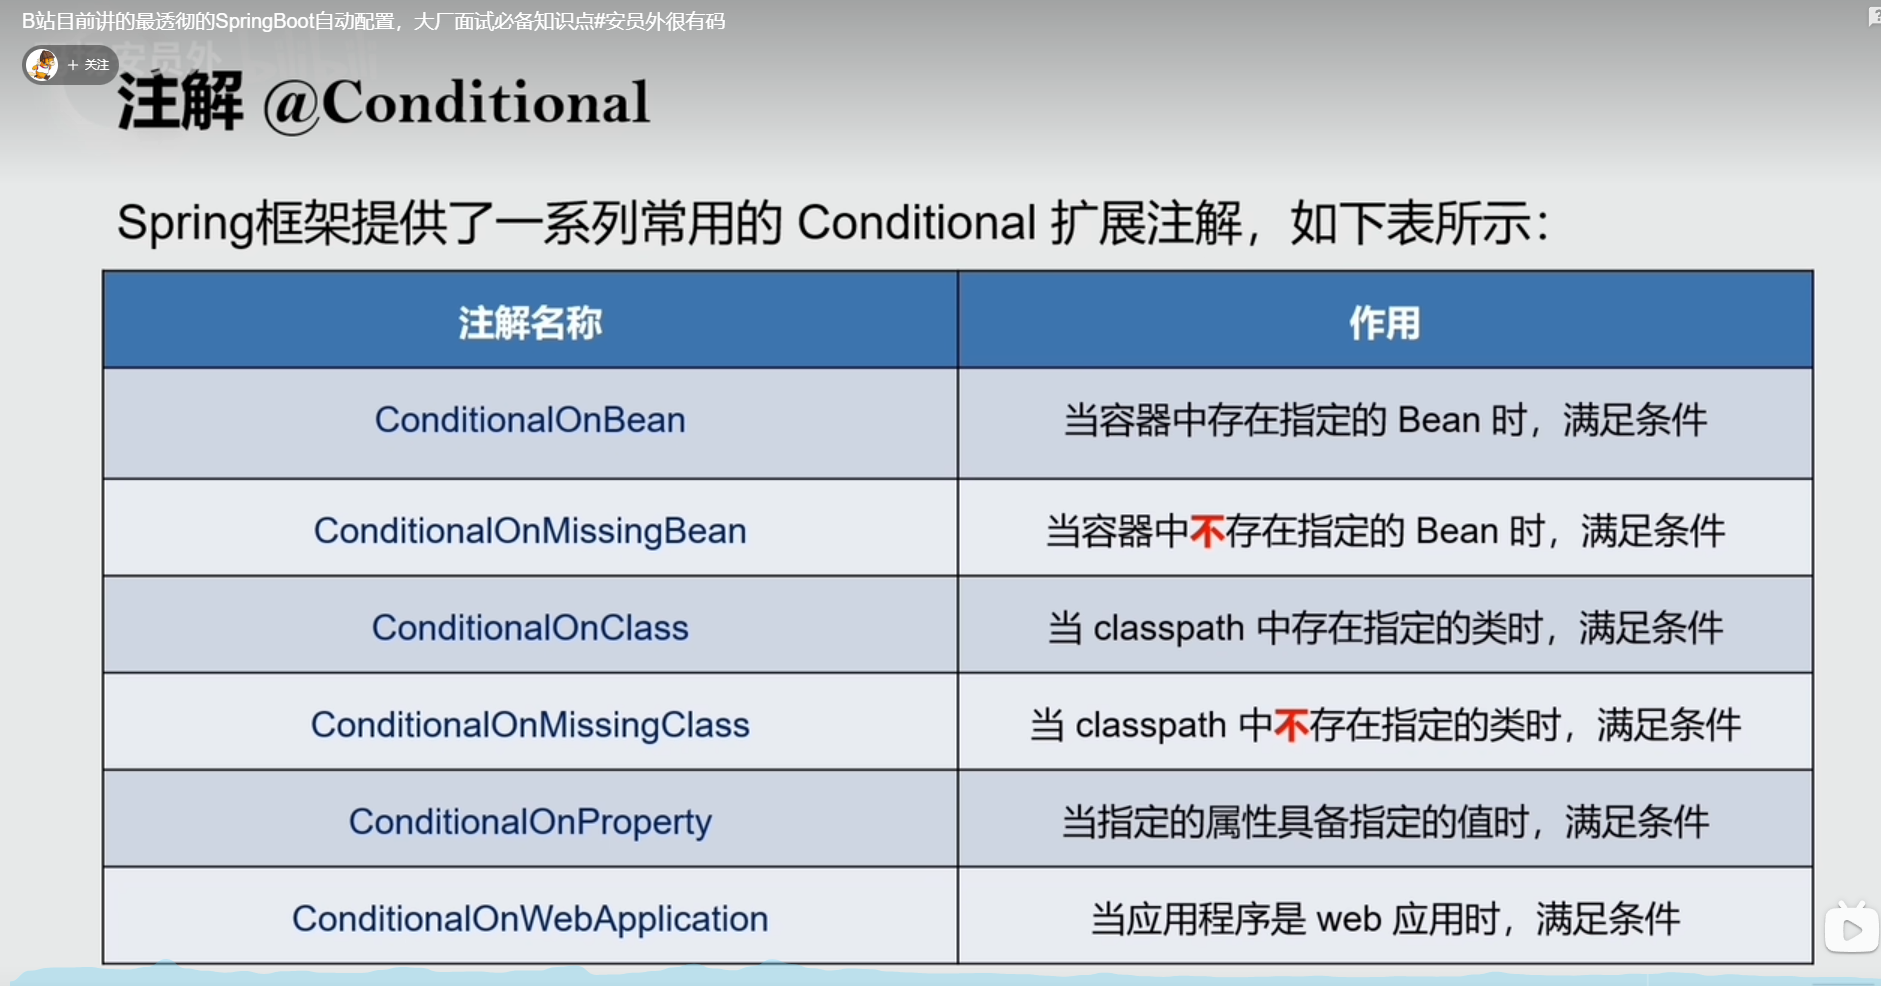 B站目前讲的最透彻的SpringBoot自动配置，大厂面试必备知识点#安员外很有码
安员外 bilibili
+ 关注
注解 @Conditional
Spring框架提供了一系列常用的 Conditional 扩展注解，如下表所示：
注解名称 作用
ConditionalOnBean 当容器中存在指定的 Bean 时，满足条件
ConditionalOnMissingBean 当容器中不存在指定的 Bean 时，满足条件
ConditionalOnClass 当 classpath 中存在指定的类时，满足条件
ConditionalOnMissingClass 当 classpath 中不存在指定的类时，满足条件
ConditionalOnProperty 当指定的属性具备指定的值时，满足条件
ConditionalOnWebApplication 当应用程序是 web 应用时，满足条件